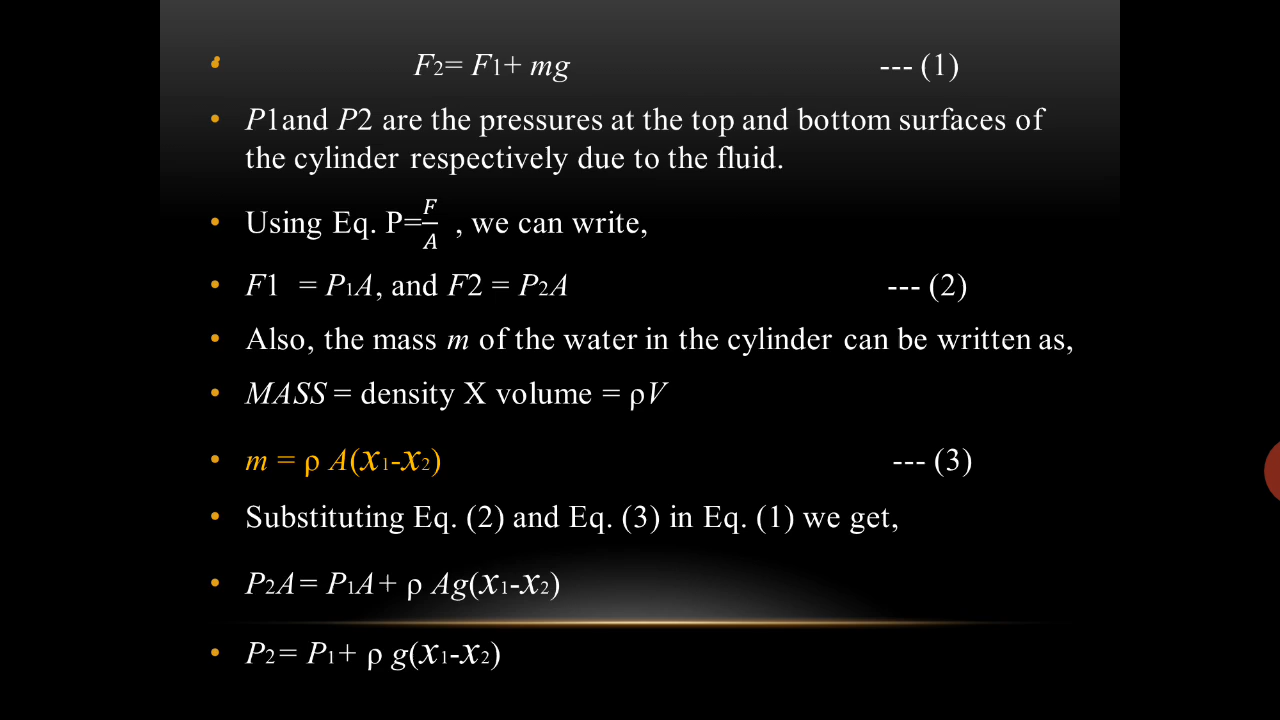 • F2= F1+ mg --- (1)
• P1and P2 are the pressures at the top and bottom surfaces of
the cylinder respectively due to the fluid.
• Using Eq. P=F/A , we can write,
• F1 = P1A, and F2 = P2A --- (2)
• Also, the mass m of the water in the cylinder can be written as,
• MASS = density X volume = ρV
• m = ρ A(x1-x2) --- (3)
• Substituting Eq. (2) and Eq. (3) in Eq. (1) we get,
• P2A= P1A+ ρ Ag(x1-x2)
• P2= P1+ ρ g(x1-x2)